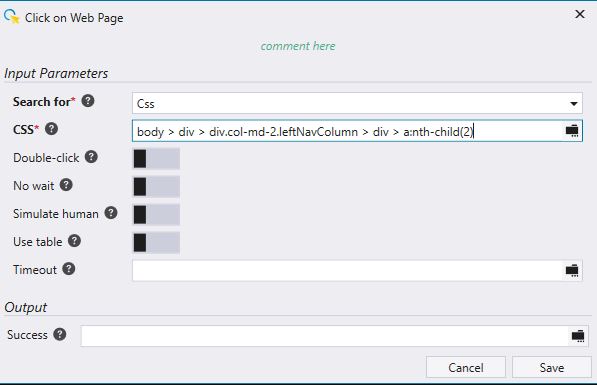 Click on Web Page
comment here
Input Parameters
Search for* ?
Css
CSS* ?
body > div > div.col-md-2.leftNavColumn > div > a:nth-child(2)
Double-click ?
No wait ?
Simulate human ?
Use table ?
Timeout ?
Output
Success ?
Cancel
Save